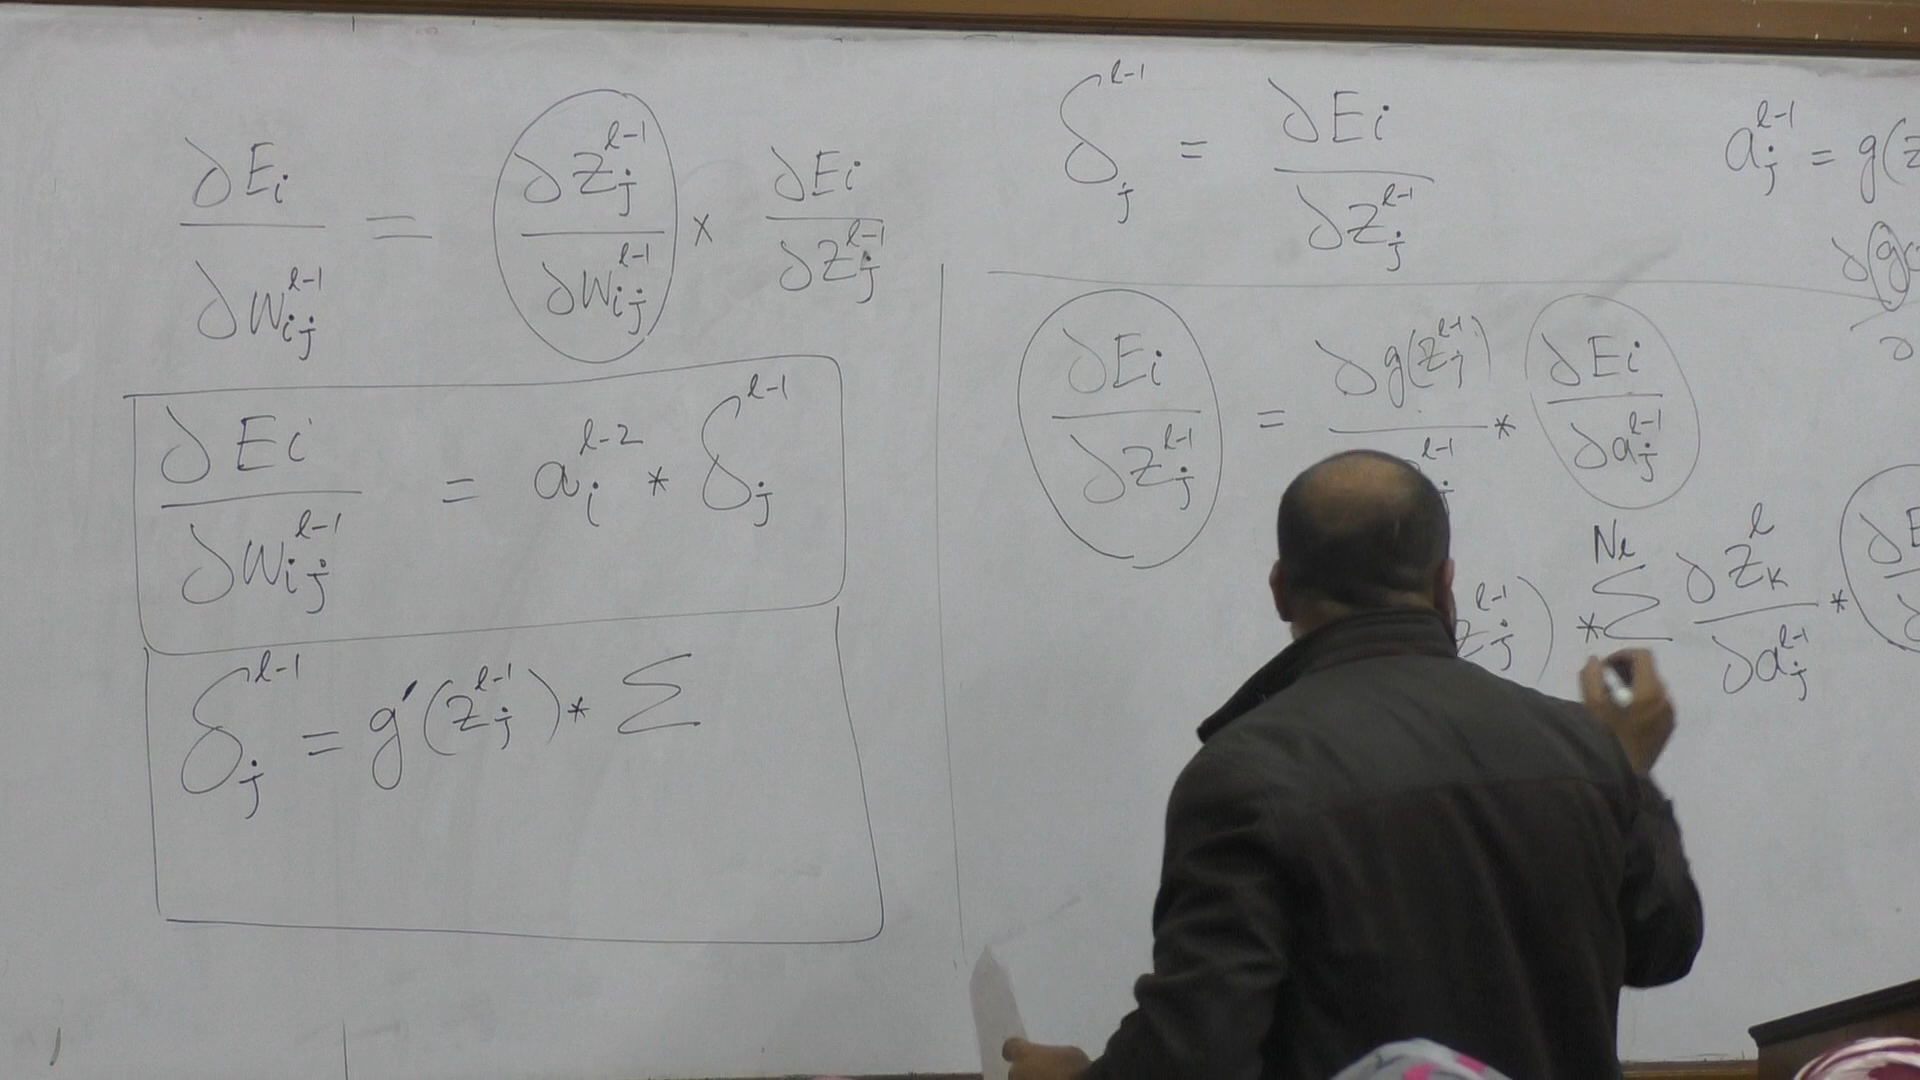 ∂Ei / ∂w_ij^(l-1) = ∂z_j^(l-1) / ∂w_ij^(l-1) × ∂Ei / ∂z_j^(l-1)
∂Ei / ∂w_ij^(l-1) = a_i^(l-2) * δ_j^(l-1)
δ_j^(l-1) = g′(z_j^(l-1)) * Σ
δ_j^(l-1) = ∂Ei / ∂z_j^(l-1)
∂Ei / ∂z_j^(l-1) = ∂g(z_j^(l-1)) / * ∂Ei / ∂a_j^(l-1)
z_j^(l-1)) * Σ^(Nl) ∂z_k^l / ∂a_j^(l-1) * ∂E
a_j^(l-1) = g(z
∂g(
∂